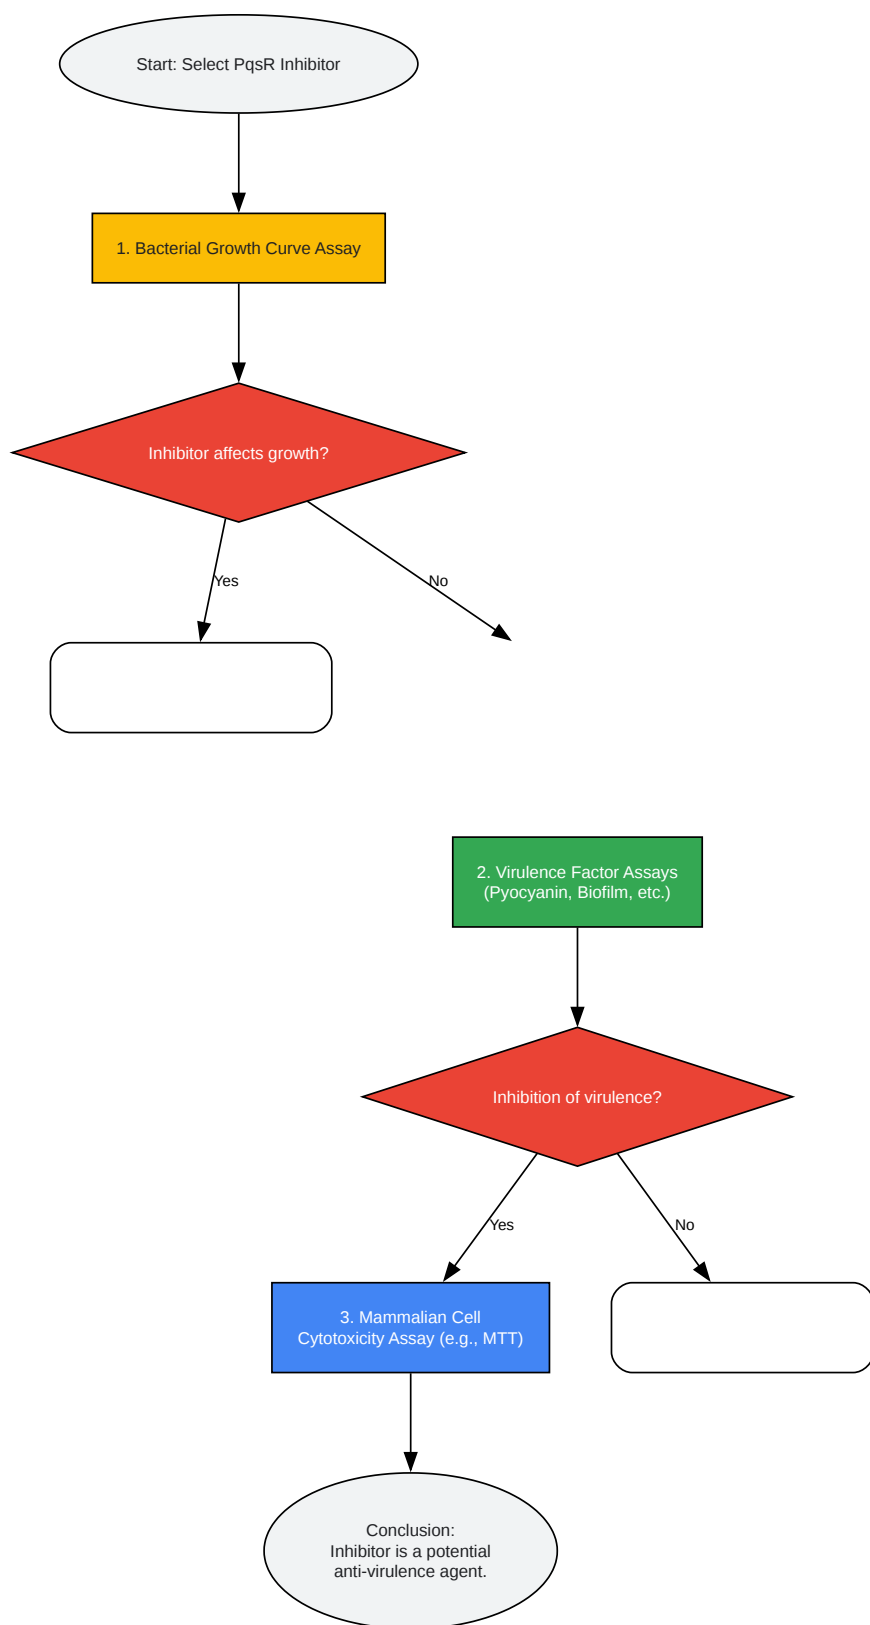 Start: Select PqsR Inhibitor
1. Bacterial Growth Curve Assay
Inhibitor affects growth?
Yes
No
2. Virulence Factor Assays
(Pyocyanin, Biofilm, etc.)
Inhibition of virulence?
Yes
No
3. Mammalian Cell
Cytotoxicity Assay (e.g., MTT)
Conclusion:
Inhibitor is a potential
anti-virulence agent.